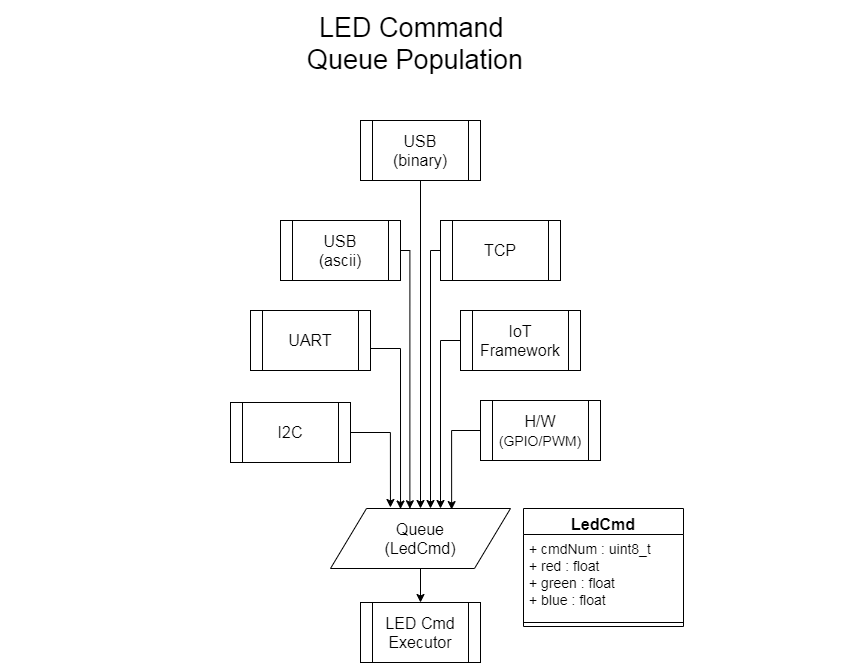 LED Command
Queue Population
USB
(binary)
USB
(ascii)
TCP
UART
IoT
Framework
I2C
H/W
(GPIO/PWM)
Queue
(LedCmd)
LedCmd
+ cmdNum : uint8_t
+ red : float
+ green : float
+ blue : float
LED Cmd
Executor